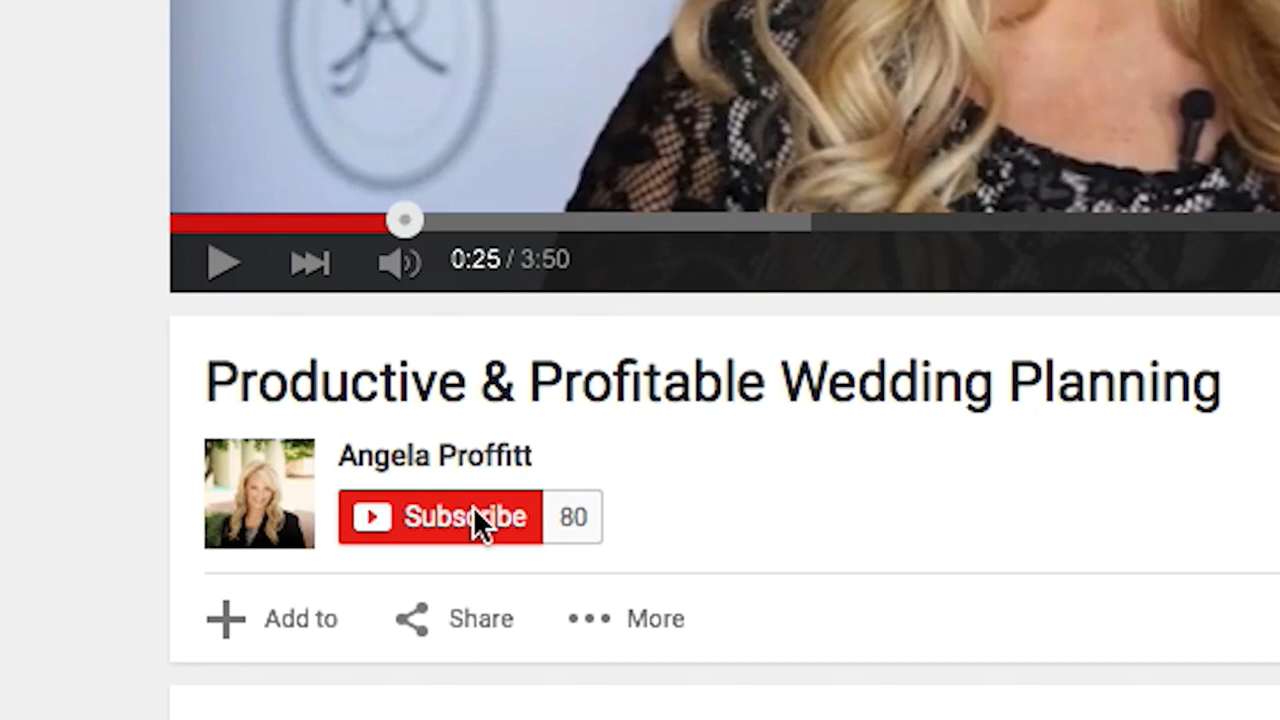 0:25 / 3:50
Productive & Profitable Wedding Planning
Angela Proffitt
Subscribe 80
Add to Share More